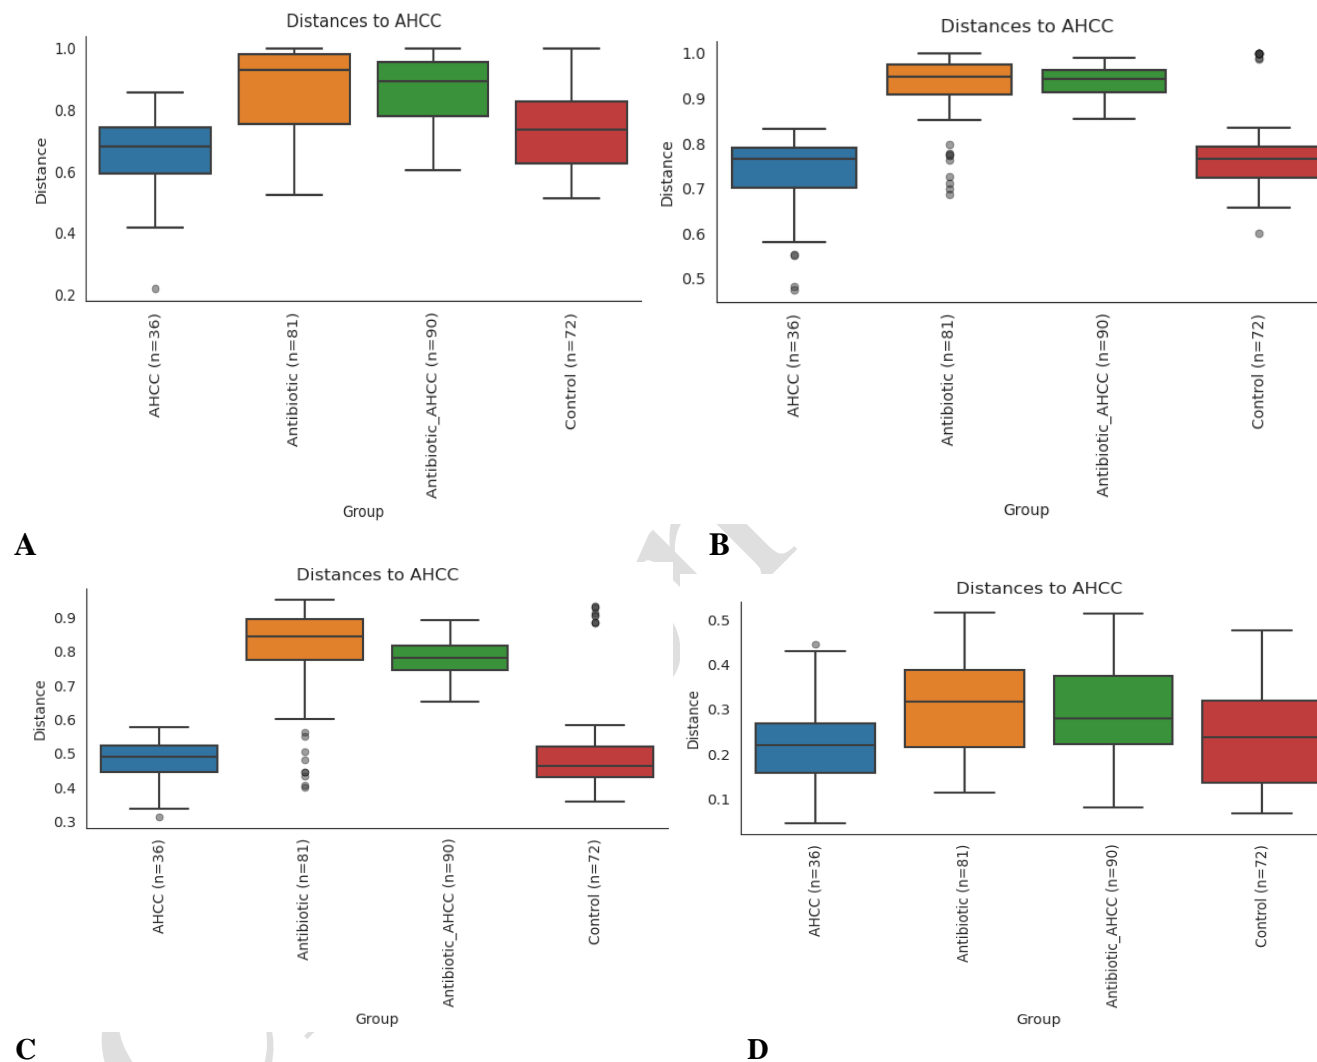 Distances to AHCC
Distance
1.0
0.8
0.6
0.4
0.2
AHCC (n=36)
Antibiotic (n=81)
Antibiotic_AHCC (n=90)
Control (n=72)
Group
A
Distances to AHCC
Distance
1.0
0.9
0.8
0.7
0.6
0.5
AHCC (n=36)
Antibiotic (n=81)
Antibiotic_AHCC (n=90)
Control (n=72)
Group
B
Distances to AHCC
Distance
0.9
0.8
0.7
0.6
0.5
0.4
0.3
AHCC (n=36)
Antibiotic (n=81)
Antibiotic_AHCC (n=90)
Control (n=72)
Group
C
Distances to AHCC
Distance
0.5
0.4
0.3
0.2
0.1
AHCC (n=36)
Antibiotic (n=81)
Antibiotic_AHCC (n=90)
Control (n=72)
Group
D